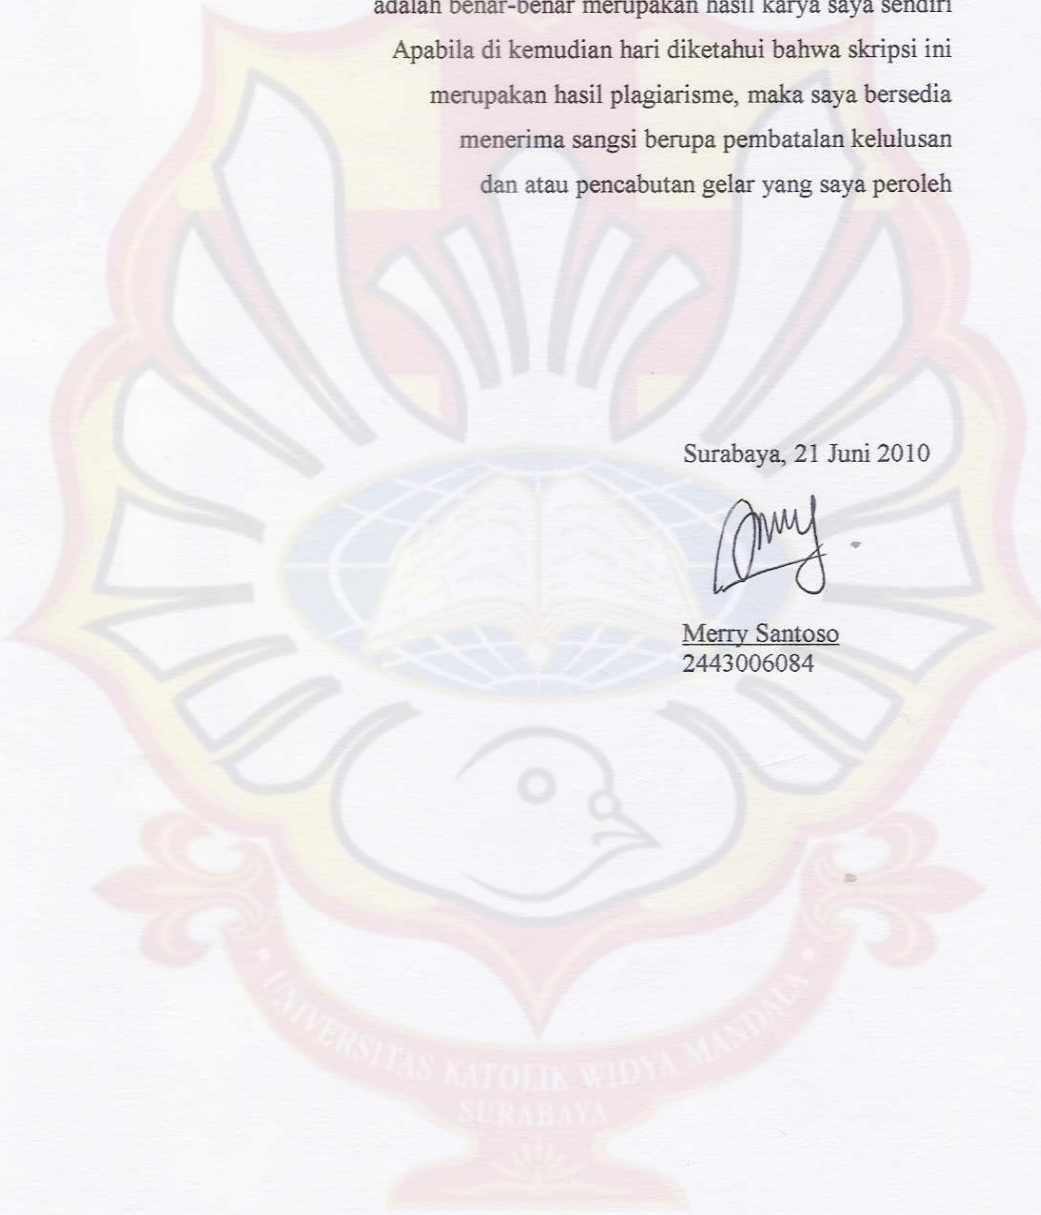 adalah benar-benar merupakan hasil karya saya sendiri
Apabila di kemudian hari diketahui bahwa skripsi ini
merupakan hasil plagiarisme, maka saya bersedia
menerima sangsi berupa pembatalan kelulusan
dan atau pencabutan gelar yang saya peroleh
Surabaya, 21 Juni 2010
Merry Santoso
2443006084
UNIVERSITAS KATOLIK WIDYA MANDALA
SURABAYA